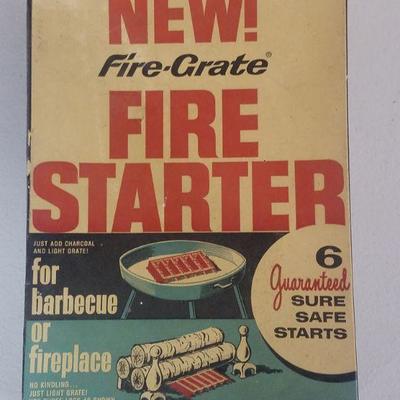 NEW!
Fire-Grate®
FIRE
STARTER
JUST ADD CHARCOAL
AND LIGHT GRATE!
for
barbecue
or
fireplace
6
Guaranteed
SURE
SAFE
STARTS
NO KINDLING...
JUST LIGHT GRATE!